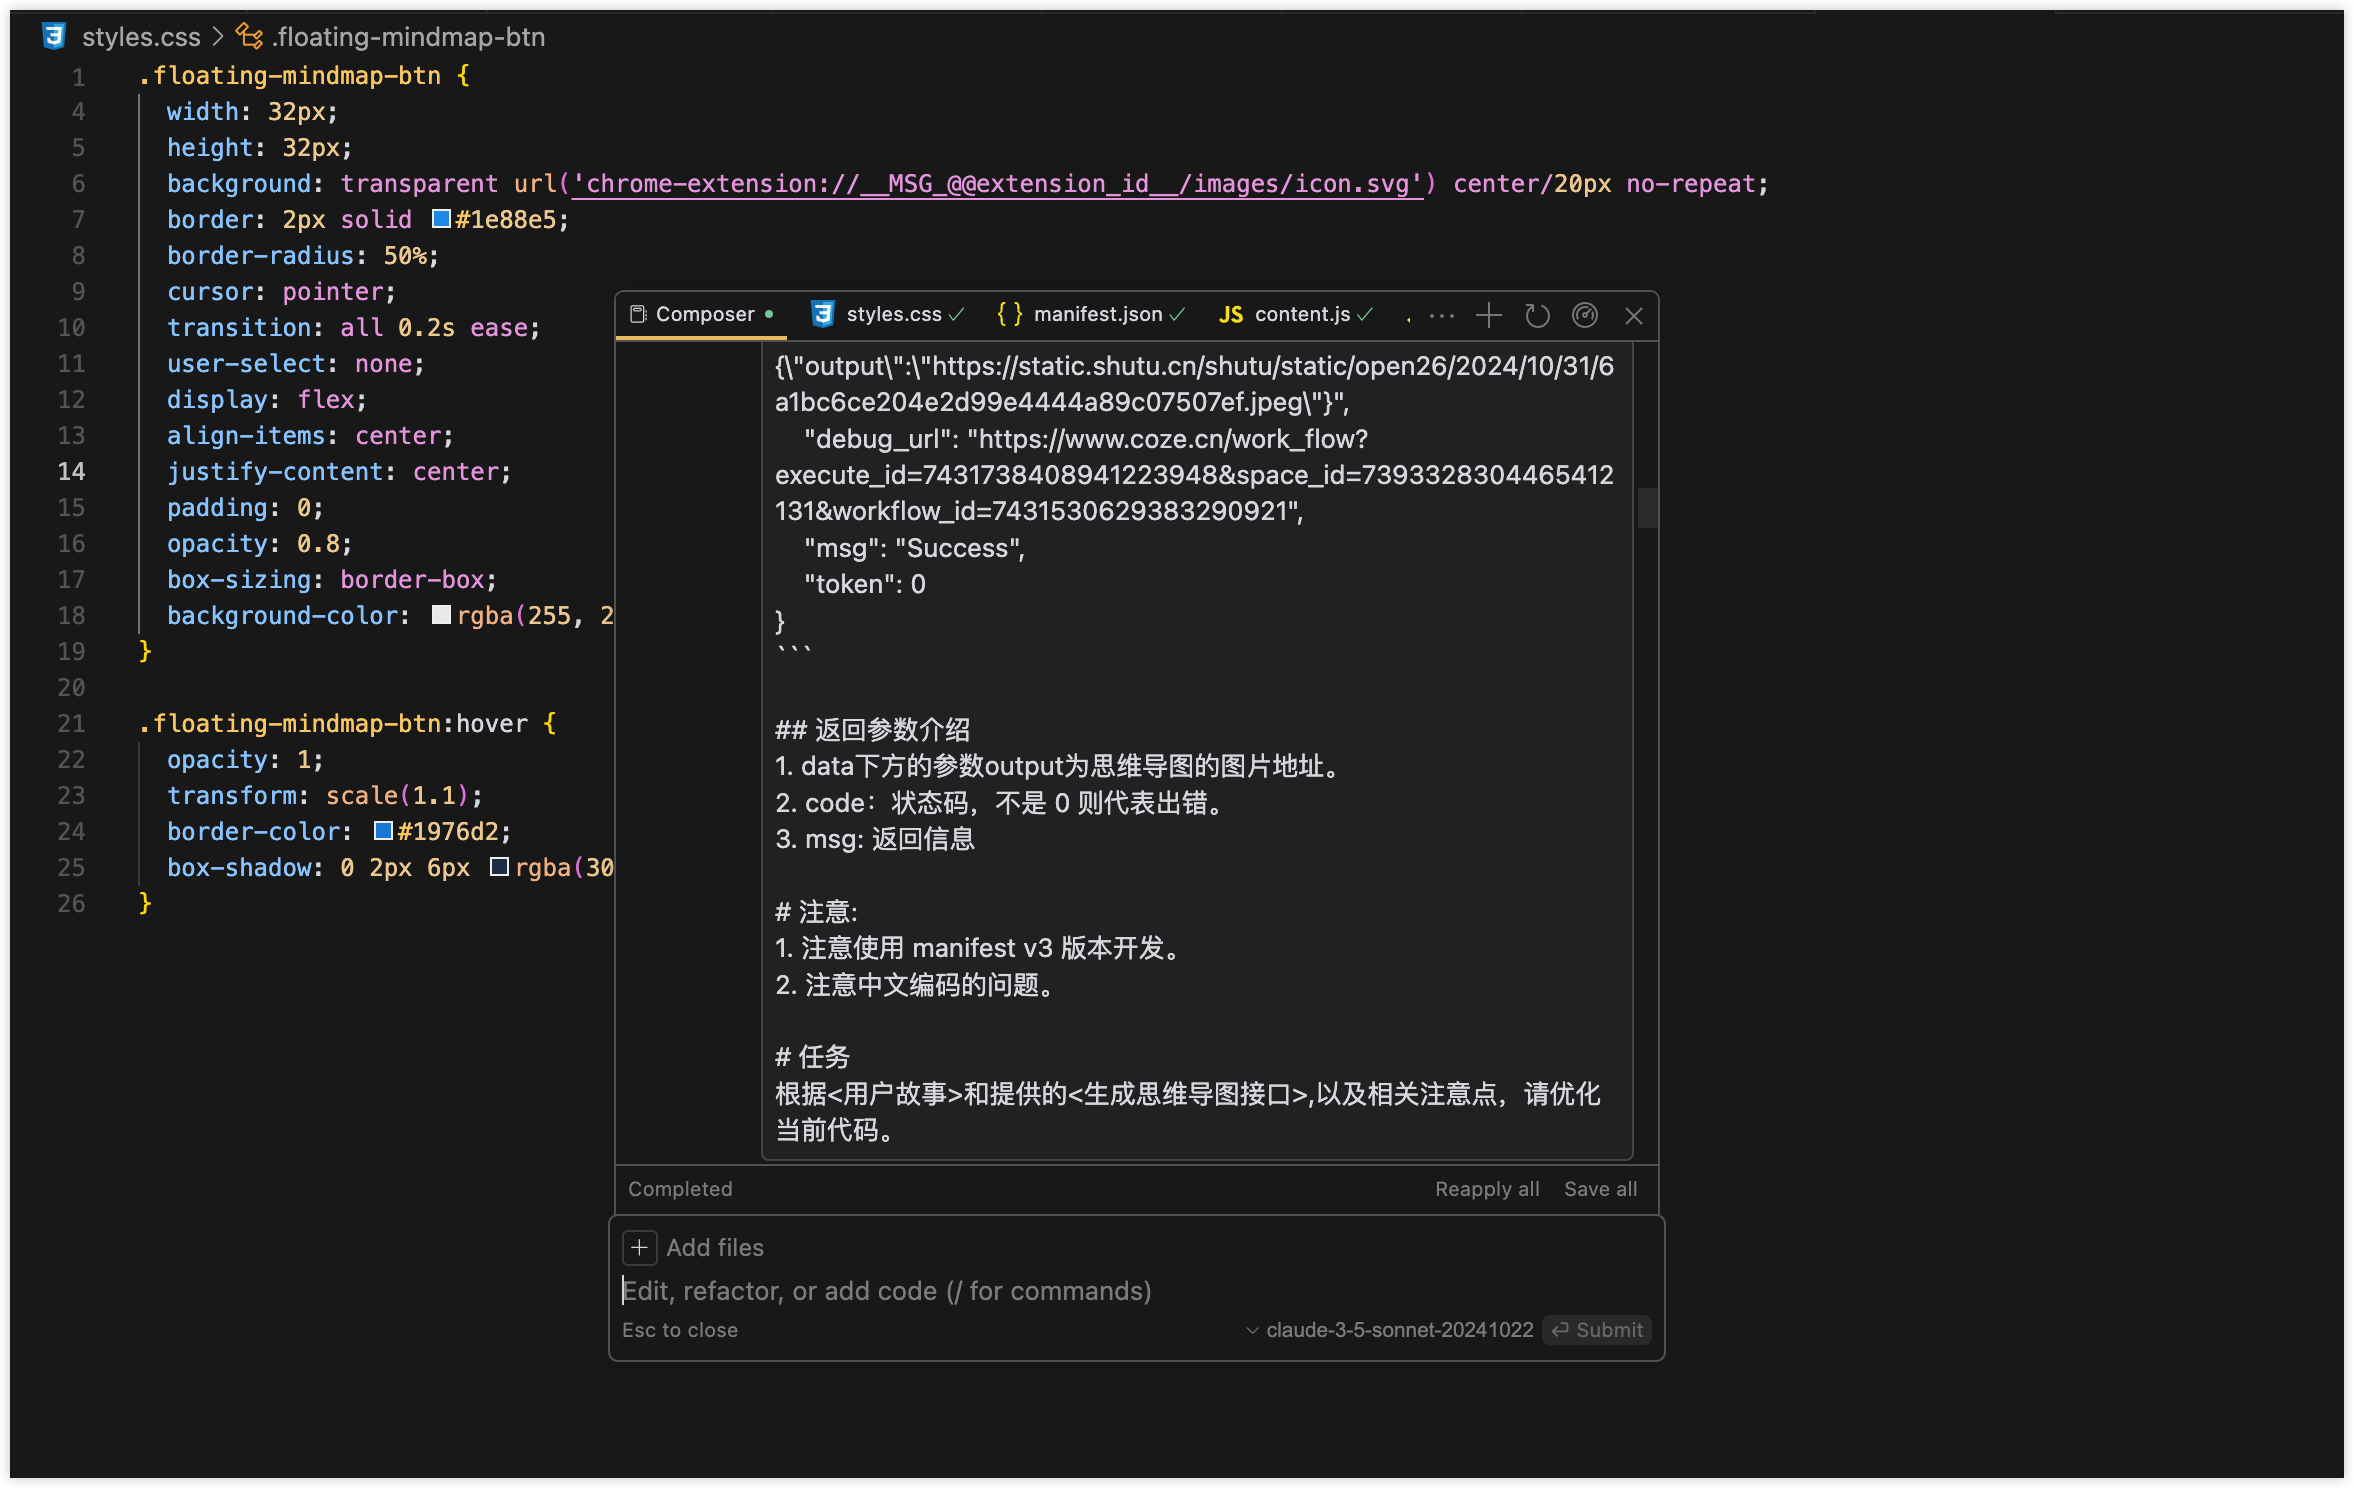 styles.css > .floating-mindmap-btn
1 .floating-mindmap-btn {
4 width: 32px;
5 height: 32px;
6 background: transparent url('chrome-extension://__MSG_@@extension_id__/images/icon.svg') center/20px no-repeat;
7 border: 2px solid #1e88e5;
8 border-radius: 50%;
9 cursor: pointer;
10 transition: all 0.2s ease;
11 user-select: none;
12 display: flex;
13 align-items: center;
14 justify-content: center;
15 padding: 0;
16 opacity: 0.8;
17 box-sizing: border-box;
18 background-color: rgba(255, 2
19 }
20
21 .floating-mindmap-btn:hover {
22 opacity: 1;
23 transform: scale(1.1);
24 border-color: #1976d2;
25 box-shadow: 0 2px 6px rgba(30
26 }
Composer styles.css manifest.json JS content.js
{\"output\":\"https://static.shutu.cn/shutu/static/open26/2024/10/31/6
a1bc6ce204e2d99e4444a89c07507ef.jpeg\"}",
"debug_url": "https://www.coze.cn/work_flow?
execute_id=7431738408941223948&space_id=7393328304465412
131&workflow_id=7431530629383290921",
"msg": "Success",
"token": 0
}
```
## 返回参数介绍
1. data下方的参数output为思维导图的图片地址。
2. code：状态码，不是 0 则代表出错。
3. msg: 返回信息
# 注意:
1. 注意使用 manifest v3 版本开发。
2. 注意中文编码的问题。
# 任务
根据<用户故事>和提供的<生成思维导图接口>,以及相关注意点，请优化
当前代码。
Completed Reapply all Save all
+ Add files
Edit, refactor, or add code (/ for commands)
Esc to close claude-3-5-sonnet-20241022 Submit